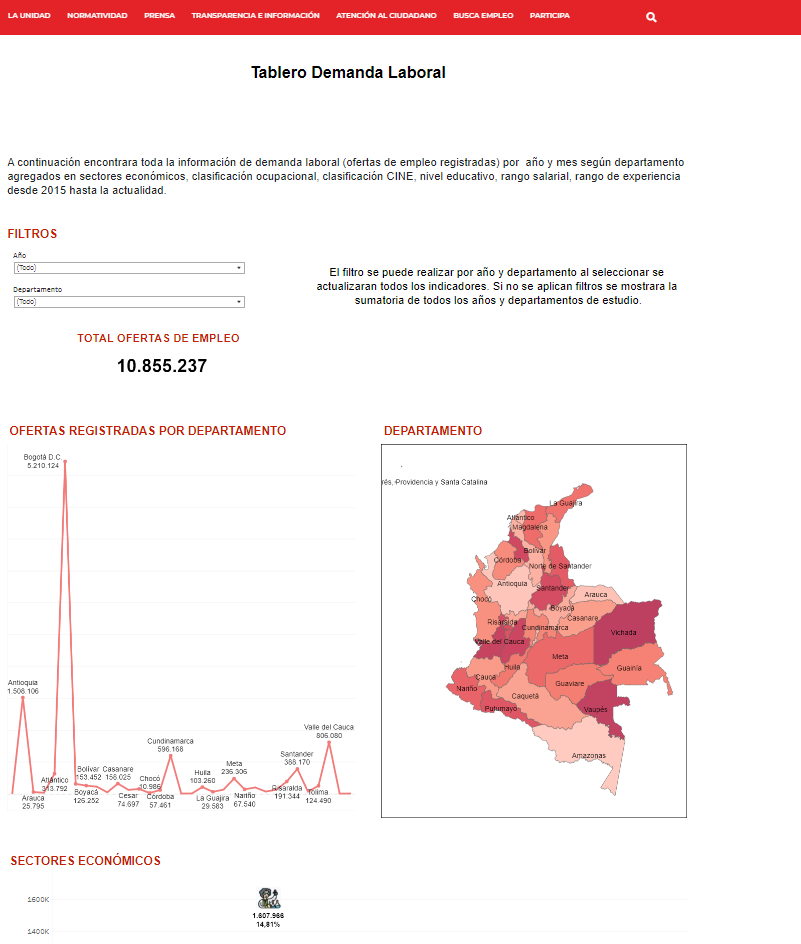 LA UNIDAD NORMATIVIDAD PRENSA TRANSPARENCIA E INFORMACIÓN ATENCIÓN AL CIUDADANO BUSCA EMPLEO PARTICIPA
Tablero Demanda Laboral
A continuación encontrara toda la información de demanda laboral (ofertas de empleo registradas) por año y mes según departamento
agregados en sectores económicos, clasificación ocupacional, clasificación CINE, nivel educativo, rango salarial, rango de experiencia
desde 2015 hasta la actualidad.
FILTROS
Año
(Todo)
Departamento
(Todo)
El filtro se puede realizar por año y departamento al seleccionar se
actualizaran todos los indicadores. Si no se aplican filtros se mostrara la
sumatoria de todos los años y departamentos de estudio.
TOTAL OFERTAS DE EMPLEO
10.855.237
OFERTAS REGISTRADAS POR DEPARTAMENTO
Bogotá D.C.
5.210.124
Antioquia
1.508.106
Valle del Cauca
806.080
Cundinamarca
596.168
Santander
388.170
Meta
236.306
Bolívar
153.452
Casanare
158.025
Huila
103.260
Chocó
10.986
Atlántico
313.792
Risaralda
191.344
Tolima
124.490
Boyacá
126.252
Arauca
25.795
Cesar
74.697
Córdoba
57.461
La Guajira
29.583
Nariño
67.540
DEPARTAMENTO
rés, Providencia y Santa Catalina
La Guajira
Atlántico
Magdalena
Bolívar
Córdoba
Norte de Santander
Antioquia
Santander
Arauca
Chocó
Boyacá
Casanare
Risaralda
Cundinamarca
Vichada
Valle del Cauca
Meta
Huila
Guainía
Cauca
Guaviare
Nariño
Caquetá
Putumayo
Vaupés
Amazonas
SECTORES ECONÓMICOS
1600K
1.607.966
14,81%
1400K